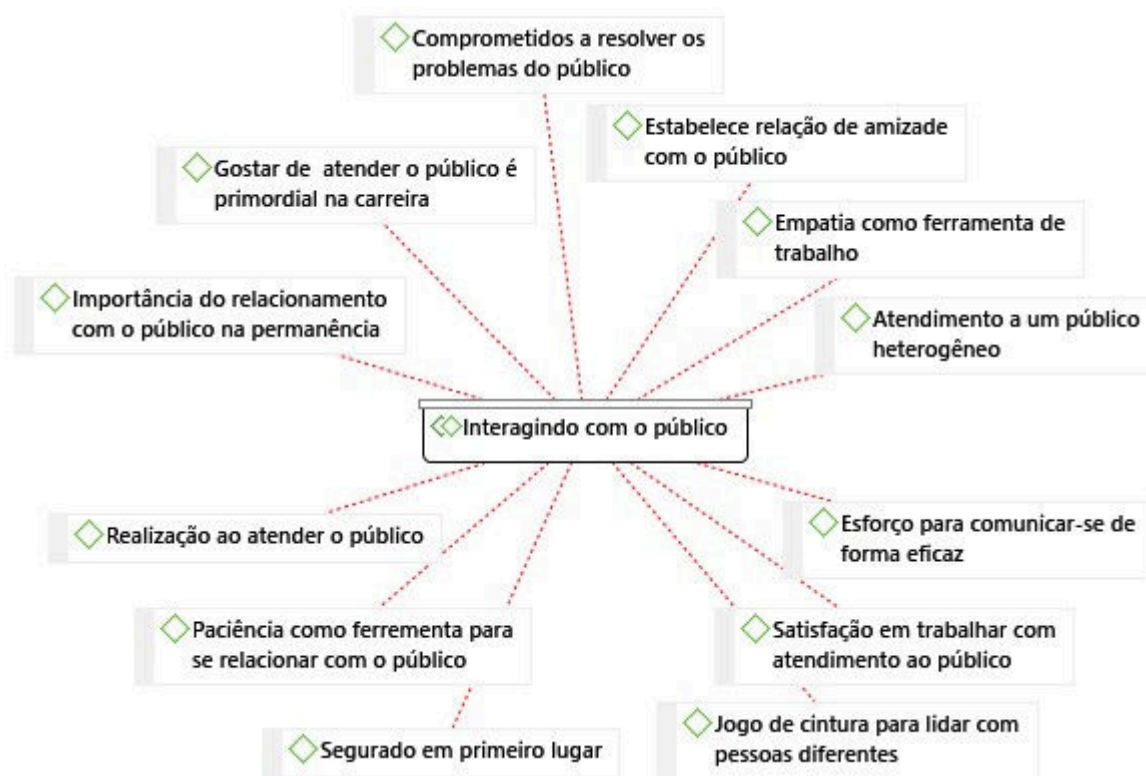 Comprometidos a resolver os
problemas do público
Estabelece relação de amizade
com o público
Gostar de atender o público é
primordial na carreira
Empatia como ferramenta de
trabalho
Importância do relacionamento
com o público na permanência
Atendimento a um público
heterogêneo
Interagindo com o público
Realização ao atender o público
Esforço para comunicar-se de
forma eficaz
Paciência como ferrementa para
se relacionar com o público
Satisfação em trabalhar com
atendimento ao público
Segurado em primeiro lugar
Jogo de cintura para lidar com
pessoas diferentes